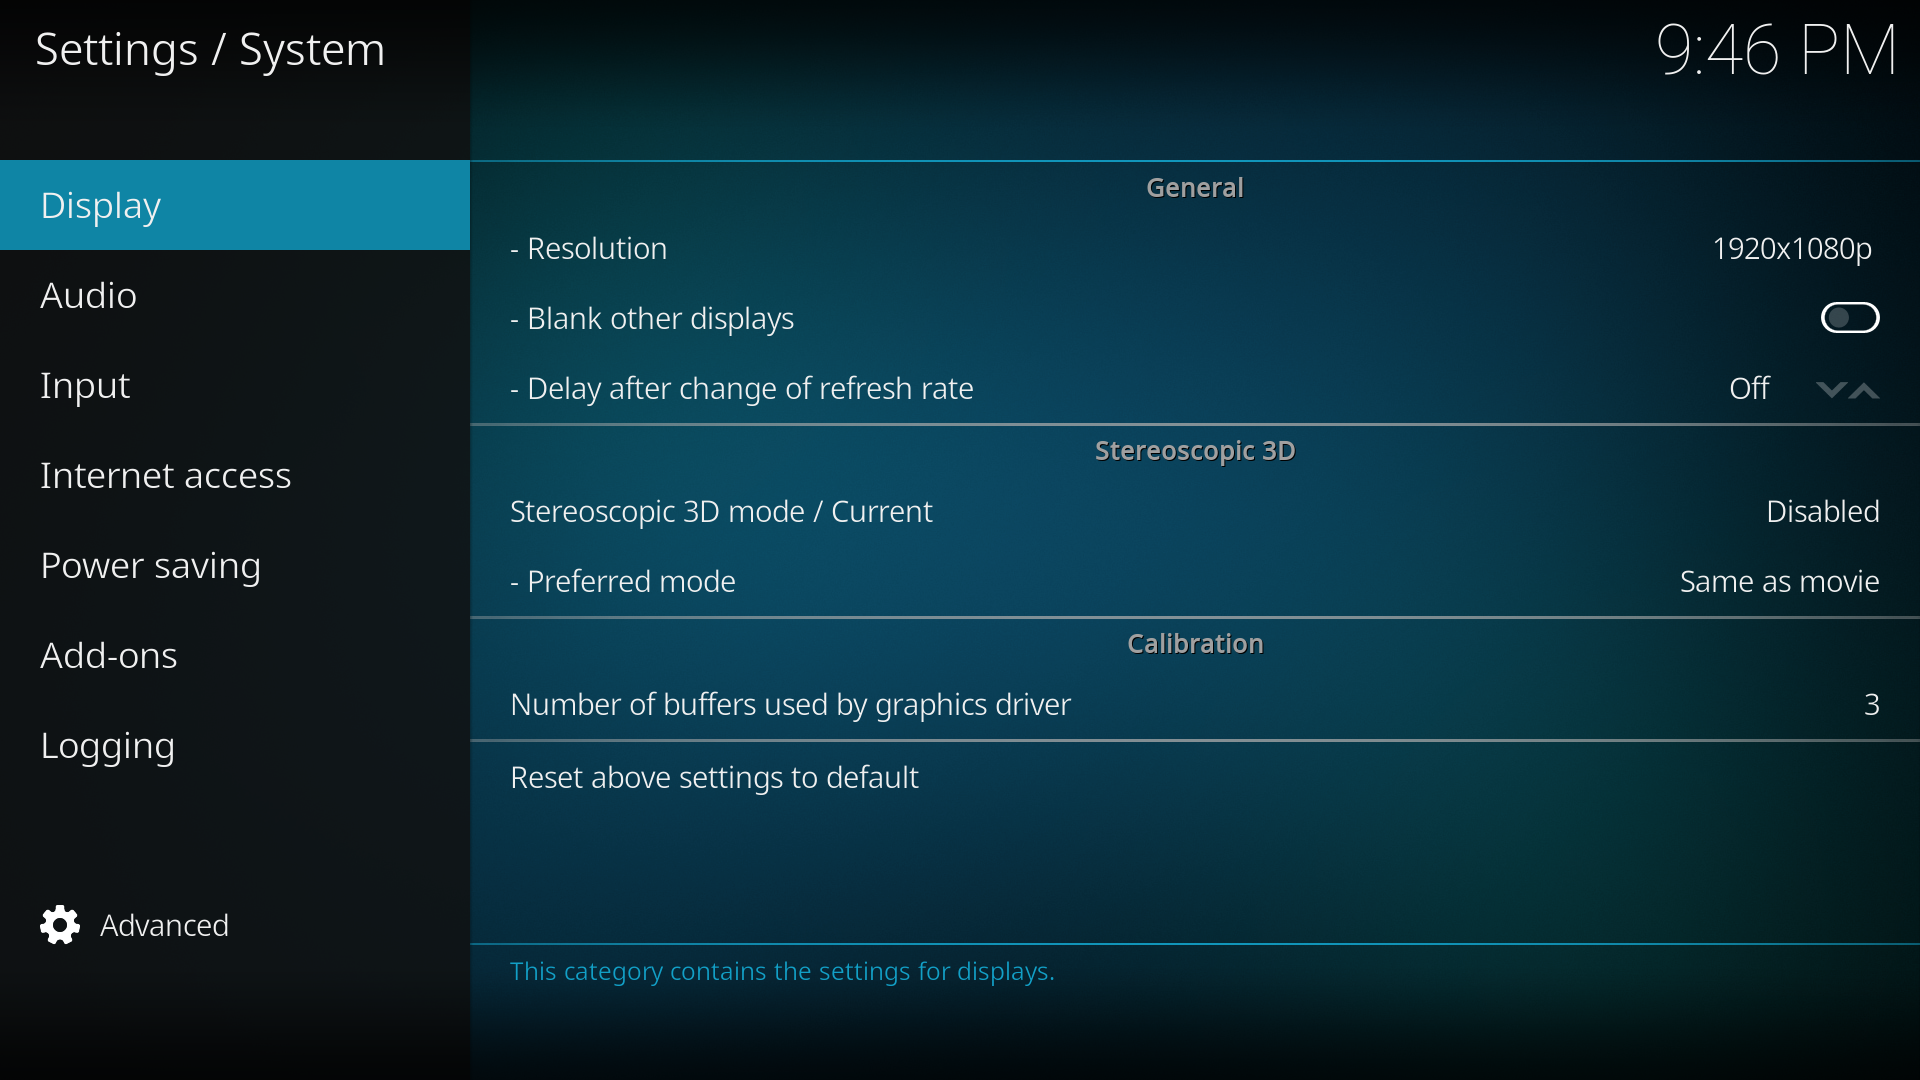 Settings / System
9:46 PM
Display
Audio
Input
Internet access
Power saving
Add-ons
Logging
Advanced
General
- Resolution 1920x1080p
- Blank other displays
- Delay after change of refresh rate Off
Stereoscopic 3D
Stereoscopic 3D mode / Current Disabled
- Preferred mode Same as movie
Calibration
Number of buffers used by graphics driver 3
Reset above settings to default
This category contains the settings for displays.